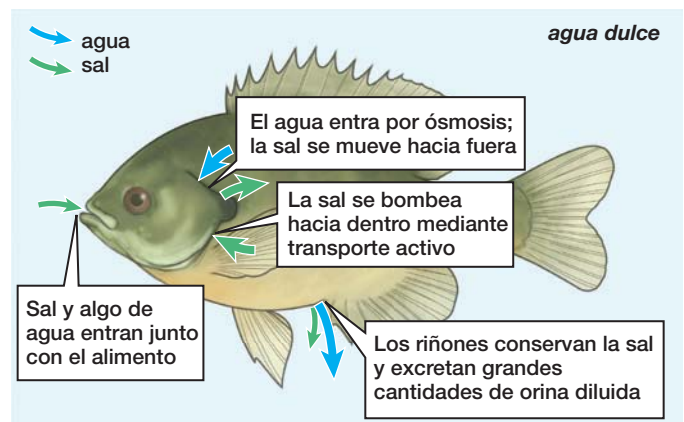 agua
sal
agua dulce
El agua entra por ósmosis;
la sal se mueve hacia fuera
La sal se bombea
hacia dentro mediante
transporte activo
Sal y algo de
agua entran junto
con el alimento
Los riñones conservan la sal
y excretan grandes
cantidades de orina diluida